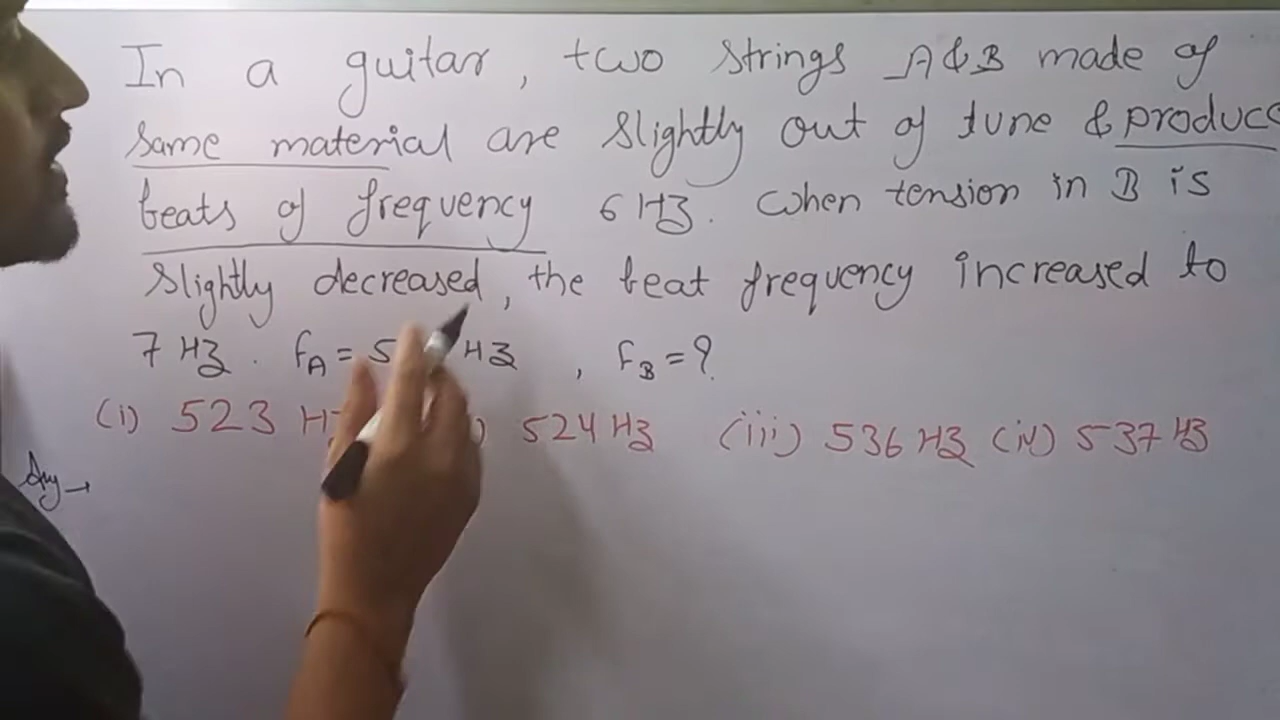 In a guitar, two strings A & B made of
same material are slightly out of tune & produce
beats of frequency 6 Hz. When tension in B is
slightly decreased, the beat frequency increased to
7 Hz. fA = 5 Hz, fB = ?
(i) 523 Hz ) 524 Hz (iii) 536 Hz (iv) 537 Hz
Ans →